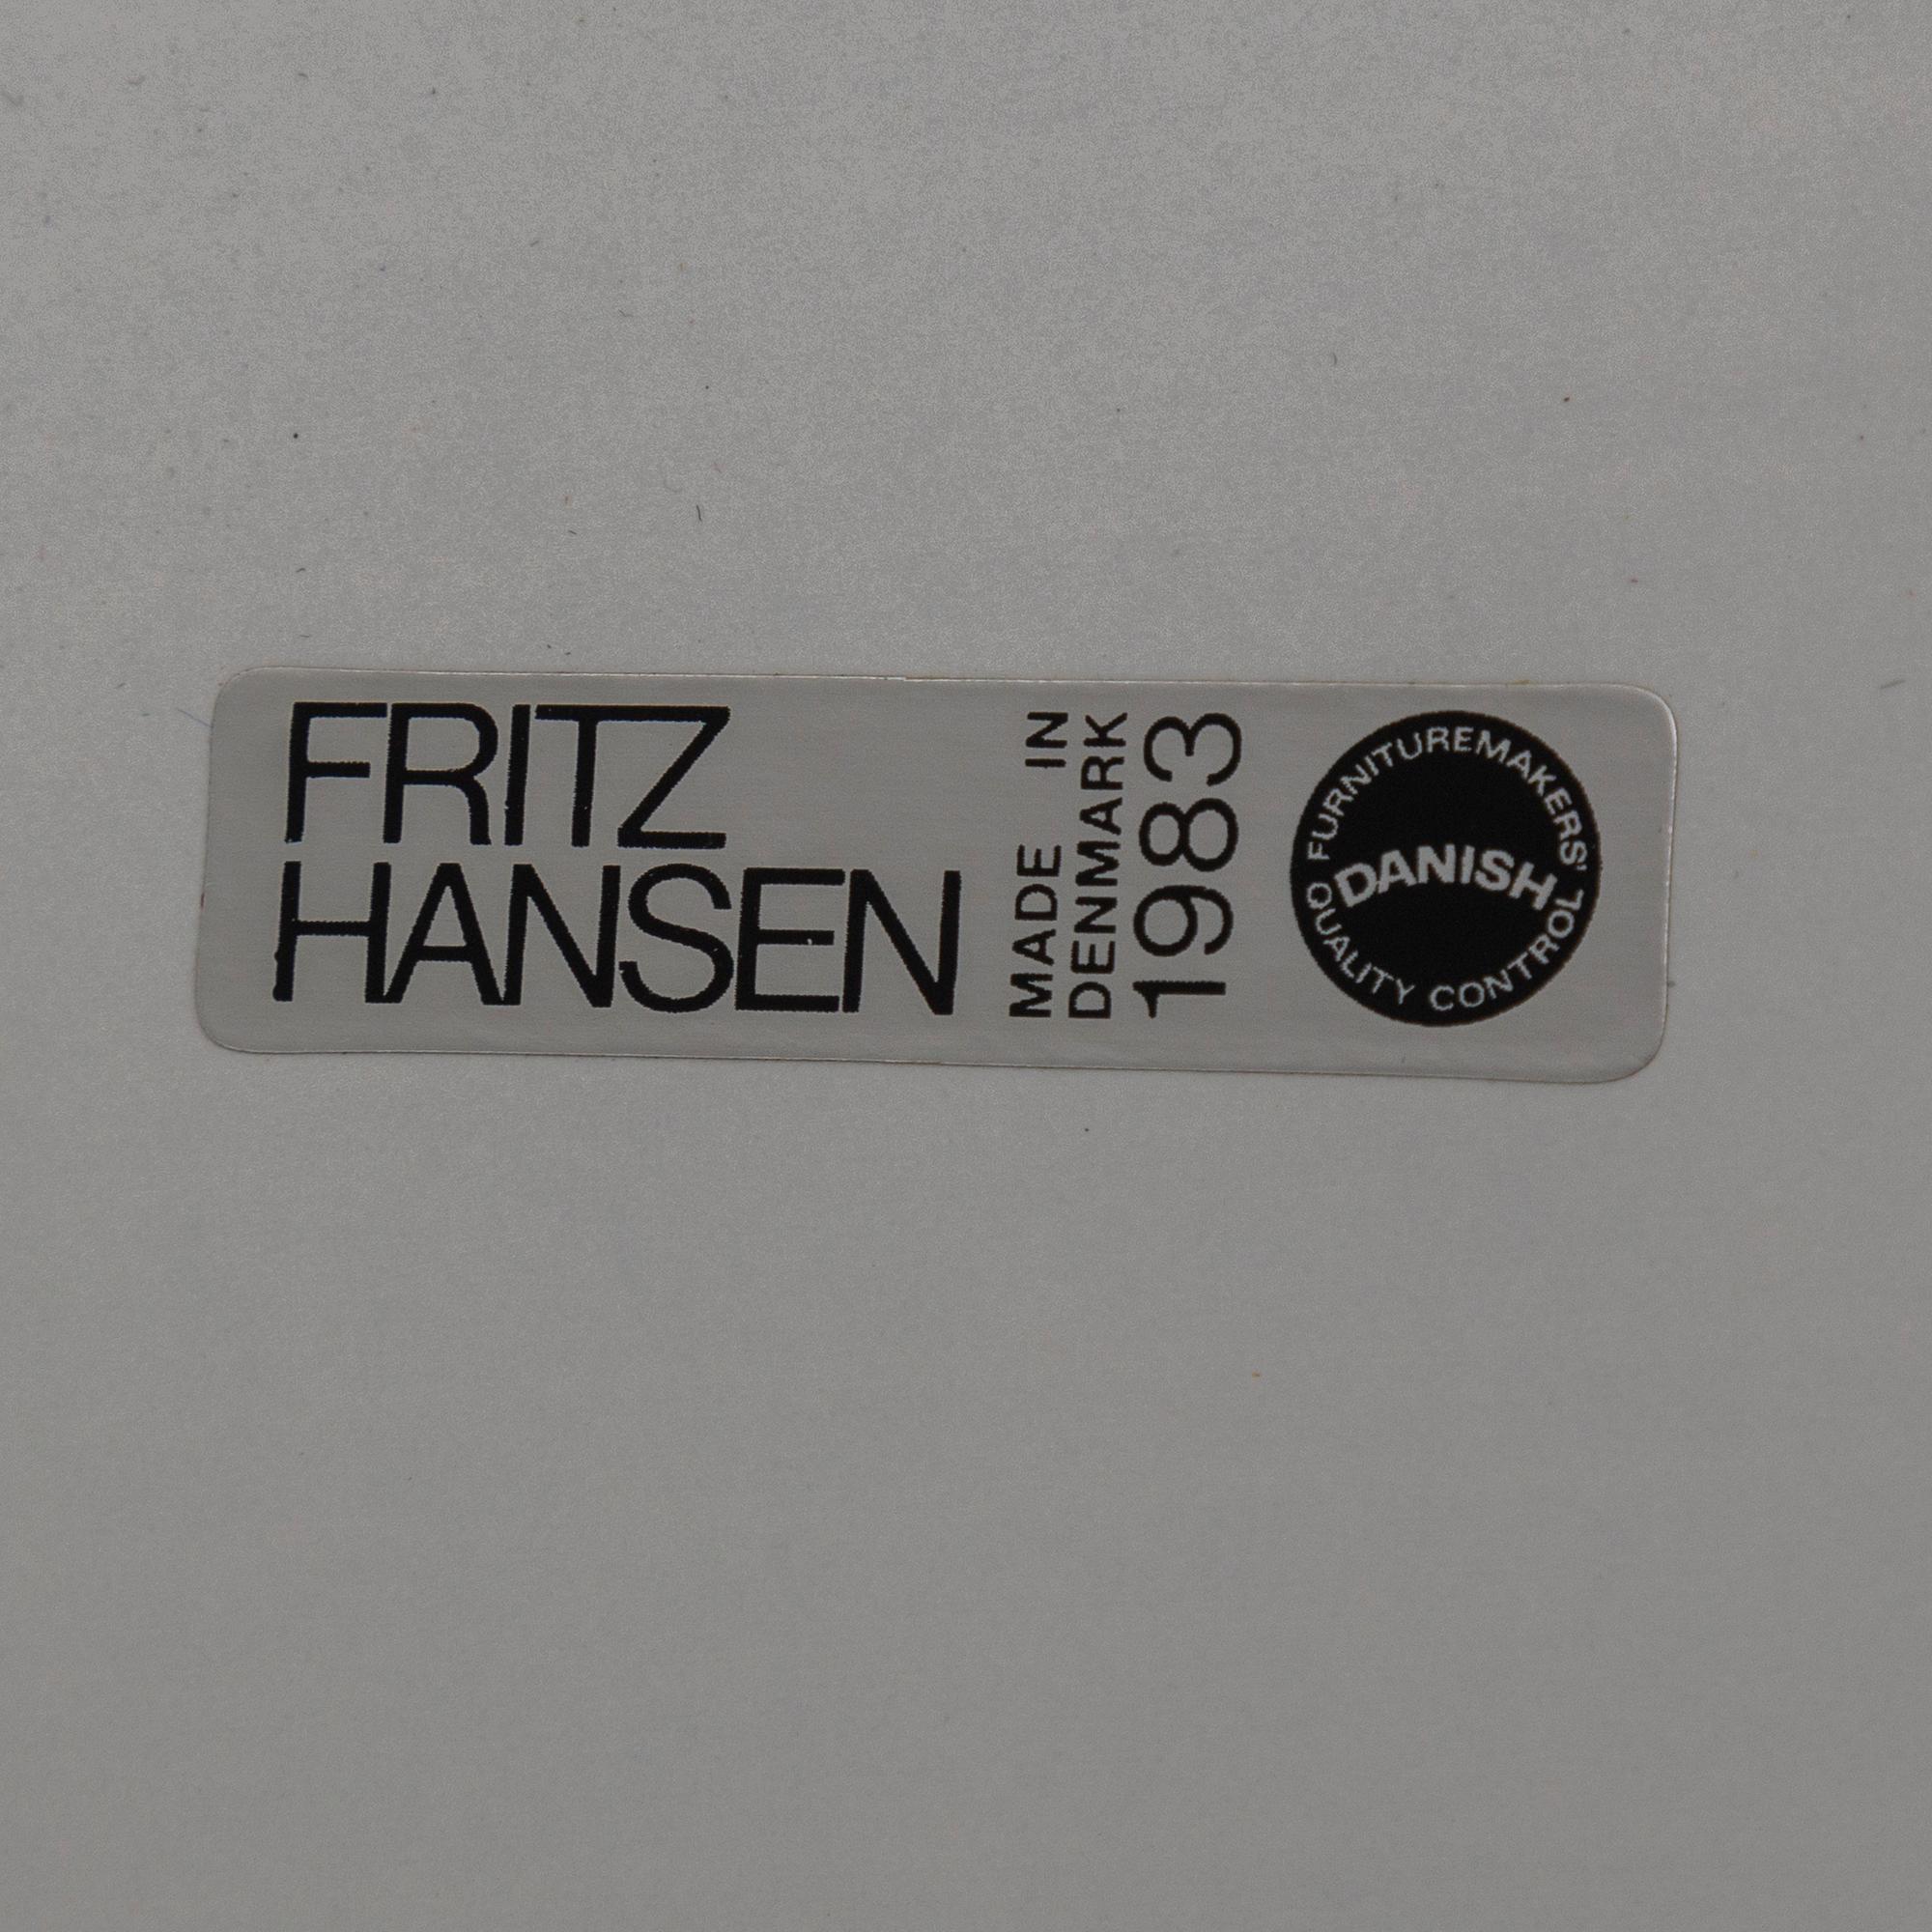 FRITZ
HANSEN
MADE IN
DENMARK
1983
FURNITUREMAKERS'
DANISH
QUALITY CONTROL